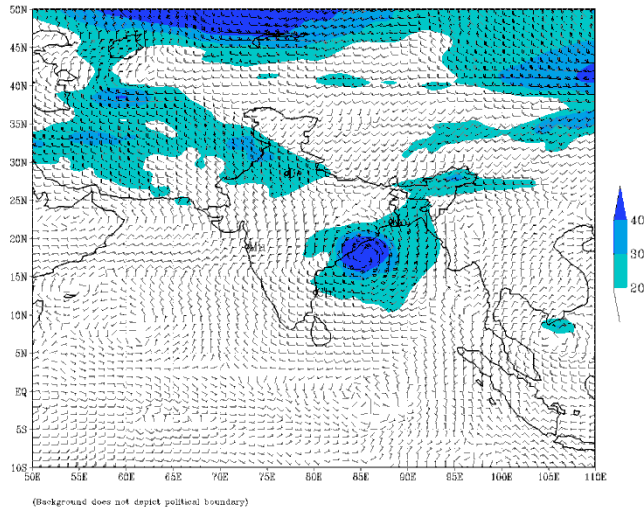 50N
45N
40N
35N
30N
25N
20N
15N
10N
5N
EQ
5S
10S
50E 55E 60E 65E 70E 75E 80E 85E 90E 95E 100E 105E 110E
40
30
20
(Background does not depict political boundary)